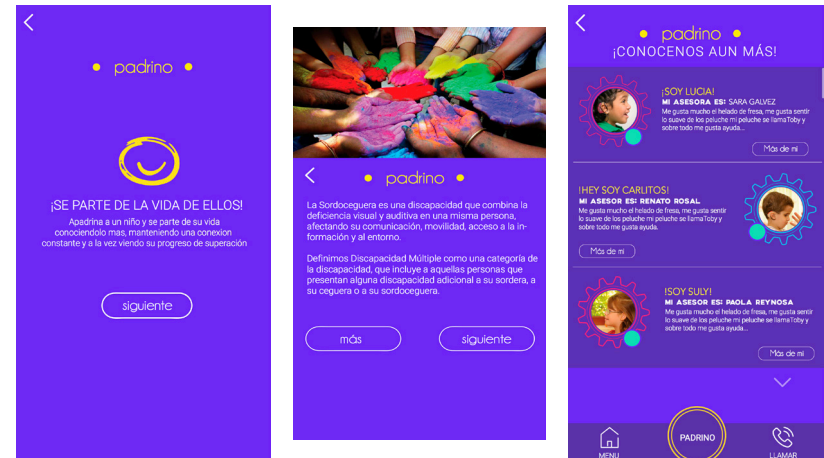 padrino
¡SE PARTE DE LA VIDA DE ELLOS!
Apadrina a un niño y se parte de su vida
conociendolo mas, manteniendo una conexion
constante y a la vez viendo su progreso de superación
siguiente
padrino
La Sordoceguera es una discapacidad que combina la
deficiencia visual y auditiva en una misma persona,
afectando su comunicación, movilidad, acceso a la in-
formación y al entorno.
Definimos Discapacidad Múltiple como una categoría de
la discapacidad, que incluye a aquellas personas que
presentan alguna discapacidad adicional a su sordera, a
su ceguera o a su sordoceguera.
más
siguiente
padrino
¡CONOCENOS AUN MÁS!
¡SOY LUCIA!
MI ASESORA ES: SARA GALVEZ
Me gusta mucho el helado de fresa, me gusta sentir
lo suave de los peluche mi peluche se llamaToby y
sobre todo me gusta ayuda...
Más de mi
!HEY SOY CARLITOS!
MI ASESOR ES: RENATO ROSAL
Me gusta mucho el helado de fresa, me gusta sentir
lo suave de los peluche mi peluche se llamaToby y
sobre todo me gusta ayuda.
Más de mi
!SOY SULY!
MI ASESOR ES: PAOLA REYNOSA
Me gusta mucho el helado de fresa, me gusta sentir
lo suave de los peluche mi peluche se llamaToby y
sobre todo me gusta ayuda...
Más de mi
MENU
PADRINO
LLAMAR